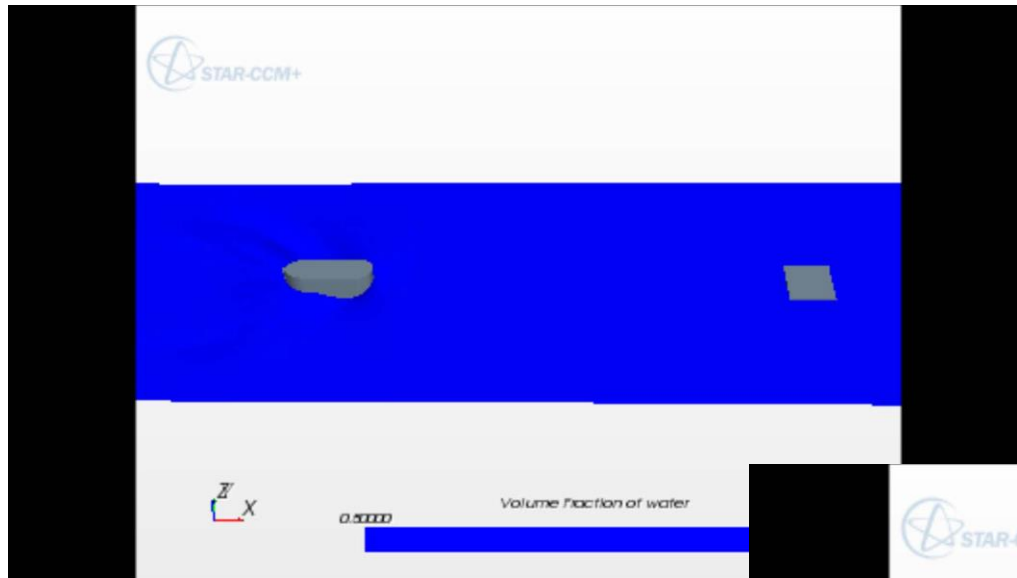 STAR-CCM+
Z
X
Volume fraction of water
0.50000
STAR-